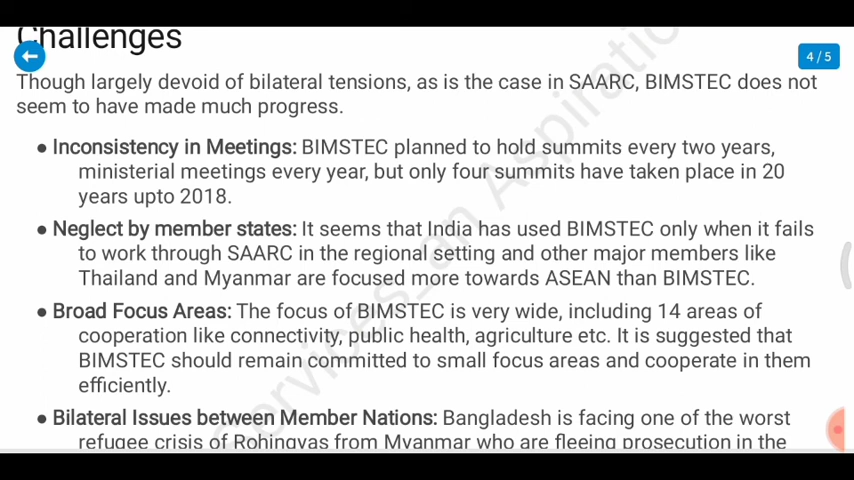 Challenges
4 / 5
Though largely devoid of bilateral tensions, as is the case in SAARC, BIMSTEC does not
seem to have made much progress.
● Inconsistency in Meetings: BIMSTEC planned to hold summits every two years,
ministerial meetings every year, but only four summits have taken place in 20
years upto 2018.
● Neglect by member states: It seems that India has used BIMSTEC only when it fails
to work through SAARC in the regional setting and other major members like
Thailand and Myanmar are focused more towards ASEAN than BIMSTEC.
● Broad Focus Areas: The focus of BIMSTEC is very wide, including 14 areas of
cooperation like connectivity, public health, agriculture etc. It is suggested that
BIMSTEC should remain committed to small focus areas and cooperate in them
efficiently.
● Bilateral Issues between Member Nations: Bangladesh is facing one of the worst
refugee crisis of Rohingyas from Myanmar who are fleeing prosecution in the
Services_an Aspiratio